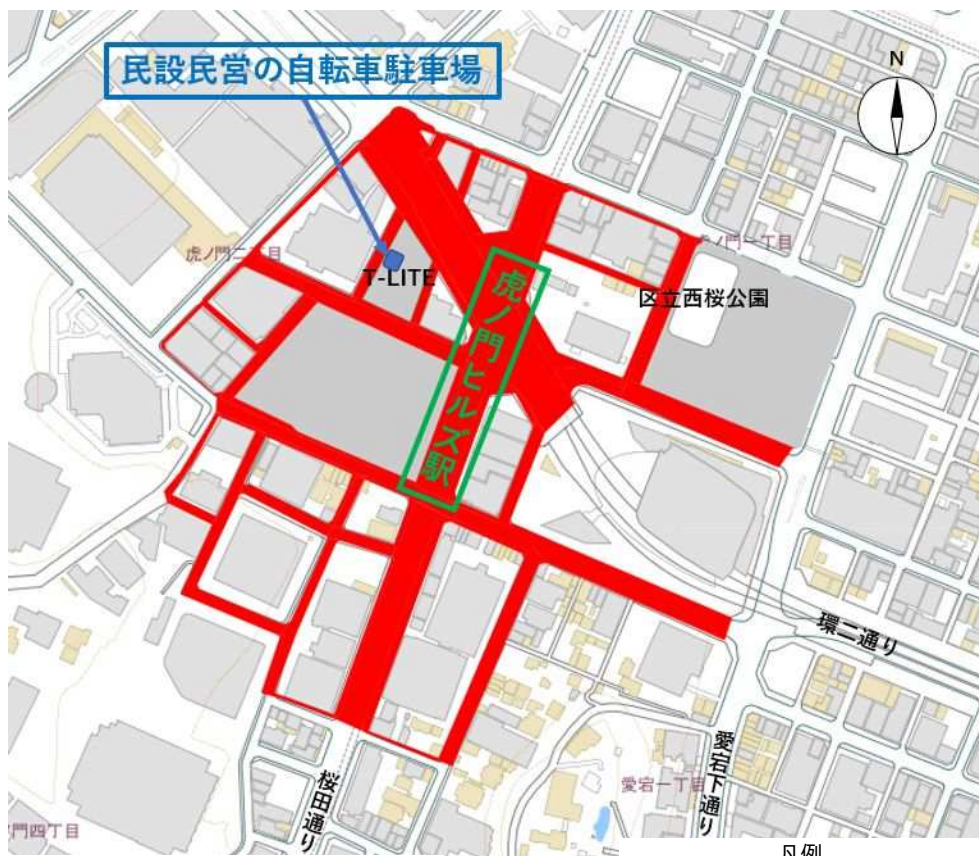 民設民営の自転車駐車場
N
虎ノ門二丁目
T-LITE
虎ノ門一丁目
区立西桜公園
虎ノ門ヒルズ駅
環二通り
愛宕一丁目
愛宕下通り
桜田通り
門四丁目
凡例